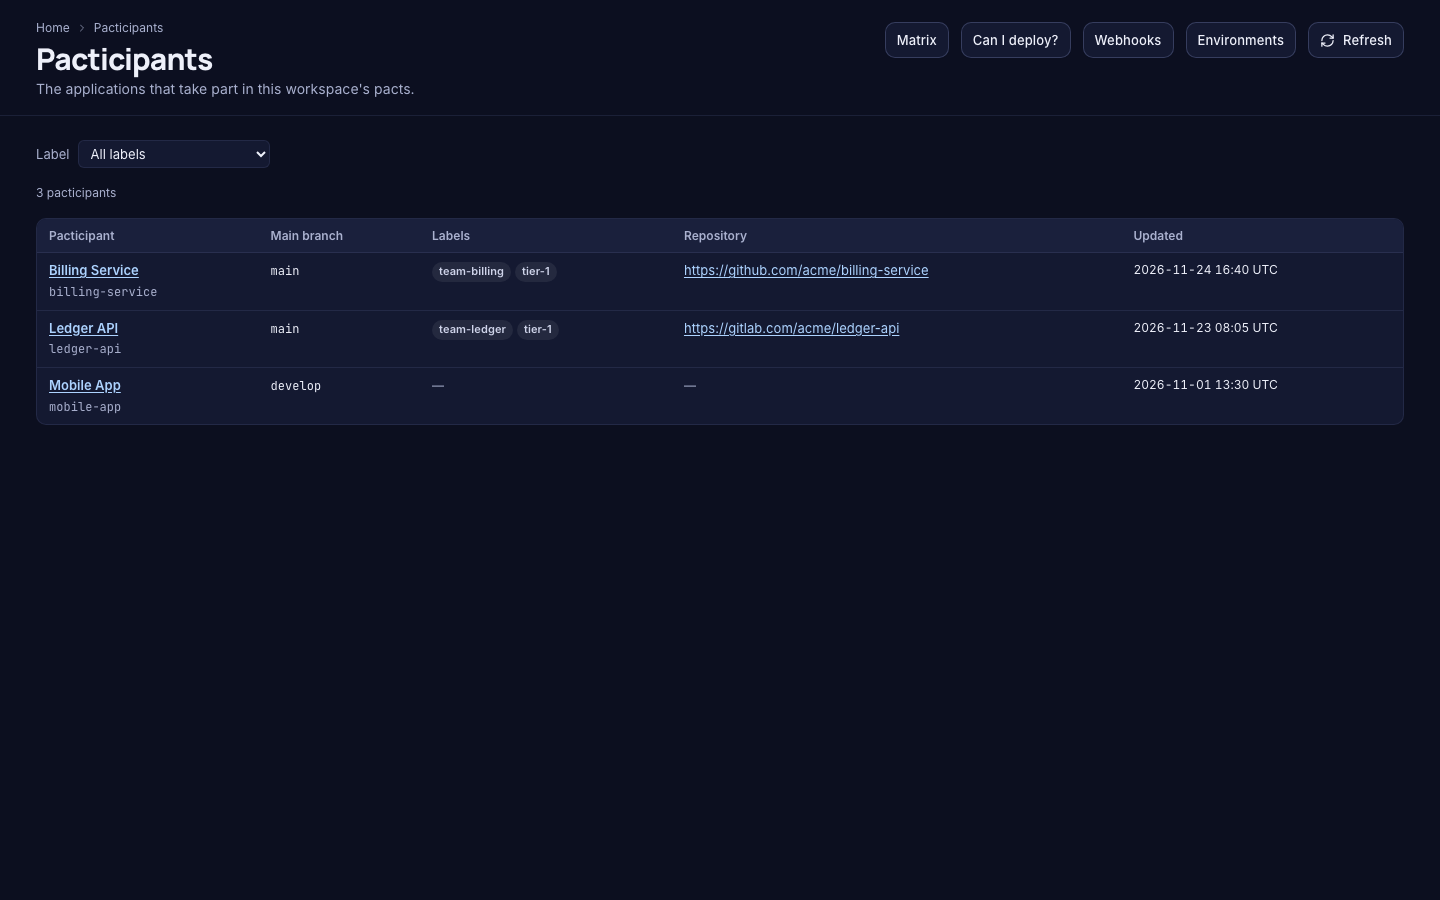 Home > Pacticipants
Pacticipants
The applications that take part in this workspace's pacts.
Matrix
Can I deploy?
Webhooks
Environments
Refresh
Label
All labels
3 pacticipants
Pacticipant Main branch Labels Repository Updated
Billing Service main team-billing tier-1 https://github.com/acme/billing-service 2026-11-24 16:40 UTC
billing-service
Ledger API main team-ledger tier-1 https://gitlab.com/acme/ledger-api 2026-11-23 08:05 UTC
ledger-api
Mobile App develop — — 2026-11-01 13:30 UTC
mobile-app